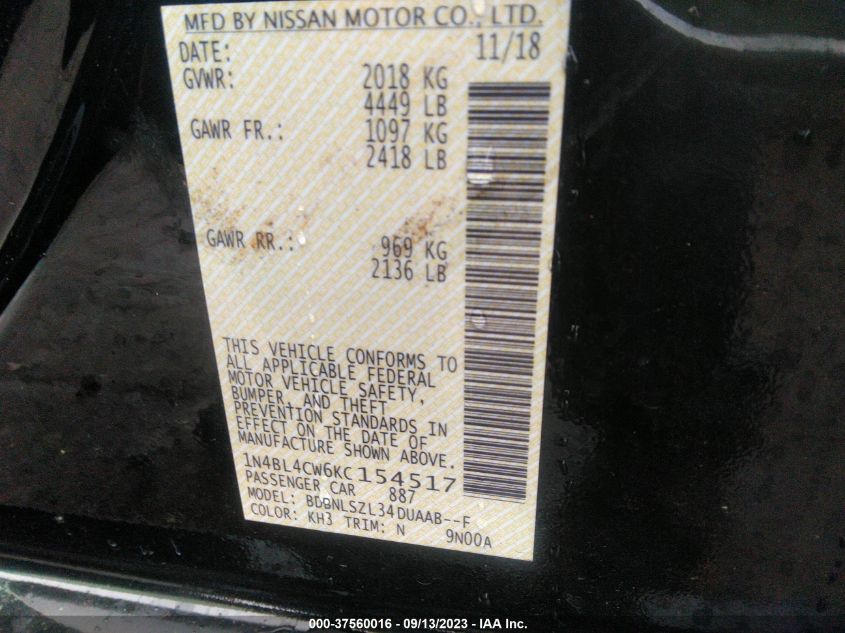 MFD BY NISSAN MOTOR CO., LTD.
DATE: 11/18
GVWR: 2018 KG
4449 LB
GAWR FR.: 1097 KG
2418 LB
GAWR RR.: 969 KG
2136 LB
THIS VEHICLE CONFORMS TO
ALL APPLICABLE FEDERAL
MOTOR VEHICLE SAFETY,
BUMPER, AND THEFT
PREVENTION STANDARDS IN
EFFECT ON THE DATE OF
MANUFACTURE SHOWN ABOVE.
1N4BL4CW6KC154517
PASSENGER CAR 887
MODEL: BDBNLSZL34DUAAB--F
COLOR: KH3 TRIM: N 9N00A
000-37560016 - 09/13/2023 - IAA Inc.